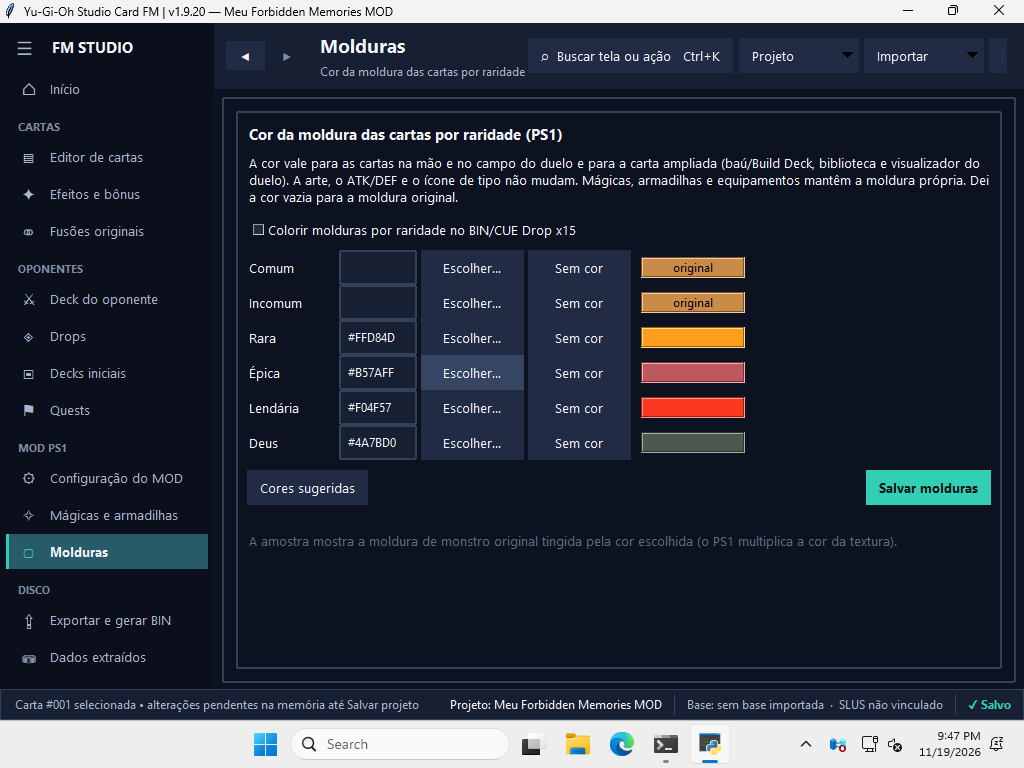 Yu-Gi-Oh Studio Card FM | v1.9.20 — Meu Forbidden Memories MOD
FM STUDIO
Início
CARTAS
Editor de cartas
Efeitos e bônus
Fusões originais
OPONENTES
Deck do oponente
Drops
Decks iniciais
Quests
MOD PS1
Configuração do MOD
Mágicas e armadilhas
Molduras
DISCO
Exportar e gerar BIN
Dados extraídos
Molduras
Cor da moldura das cartas por raridade
Buscar tela ou ação Ctrl+K
Projeto
Importar
Cor da moldura das cartas por raridade (PS1)
A cor vale para as cartas na mão e no campo do duelo e para a carta ampliada (baú/Build Deck, biblioteca e visualizador do
duelo). A arte, o ATK/DEF e o ícone de tipo não mudam. Mágicas, armadilhas e equipamentos mantêm a moldura própria. Dei
a cor vazia para a moldura original.
Colorir molduras por raridade no BIN/CUE Drop x15
Comum Escolher... Sem cor original
Incomum Escolher... Sem cor original
Rara #FFD84D Escolher... Sem cor
Épica #B57AFF Escolher... Sem cor
Lendária #F04F57 Escolher... Sem cor
Deus #4A7BD0 Escolher... Sem cor
Cores sugeridas
Salvar molduras
A amostra mostra a moldura de monstro original tingida pela cor escolhida (o PS1 multiplica a cor da textura).
Carta #001 selecionada • alterações pendentes na memória até Salvar projeto
Projeto: Meu Forbidden Memories MOD
Base: sem base importada · SLUS não vinculado
✓ Salvo
Search
9:47 PM
11/19/2026